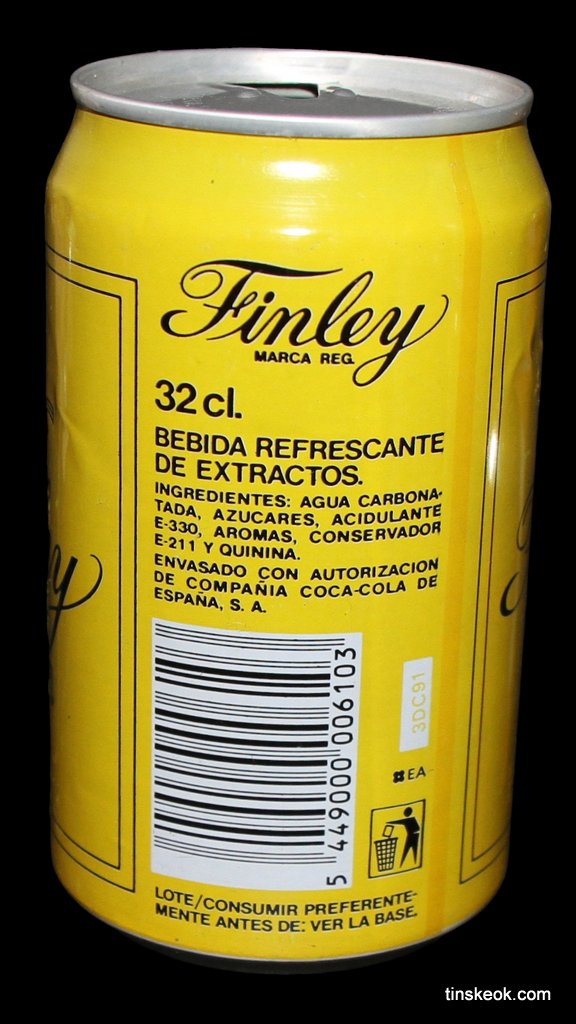 Finley
MARCA REG.
32 cl.
BEBIDA REFRESCANTE
DE EXTRACTOS.
INGREDIENTES: AGUA CARBONA-
TADA, AZUCARES, ACIDULANTE
E-330, AROMAS, CONSERVADOR
E-211 Y QUININA.
ENVASADO CON AUTORIZACION
DE COMPAÑIA COCA-COLA DE
ESPAÑA, S. A.
5 449000 006103
3DC91
EA
LOTE/CONSUMIR PREFERENTE-
MENTE ANTES DE: VER LA BASE.
tinskeok.com